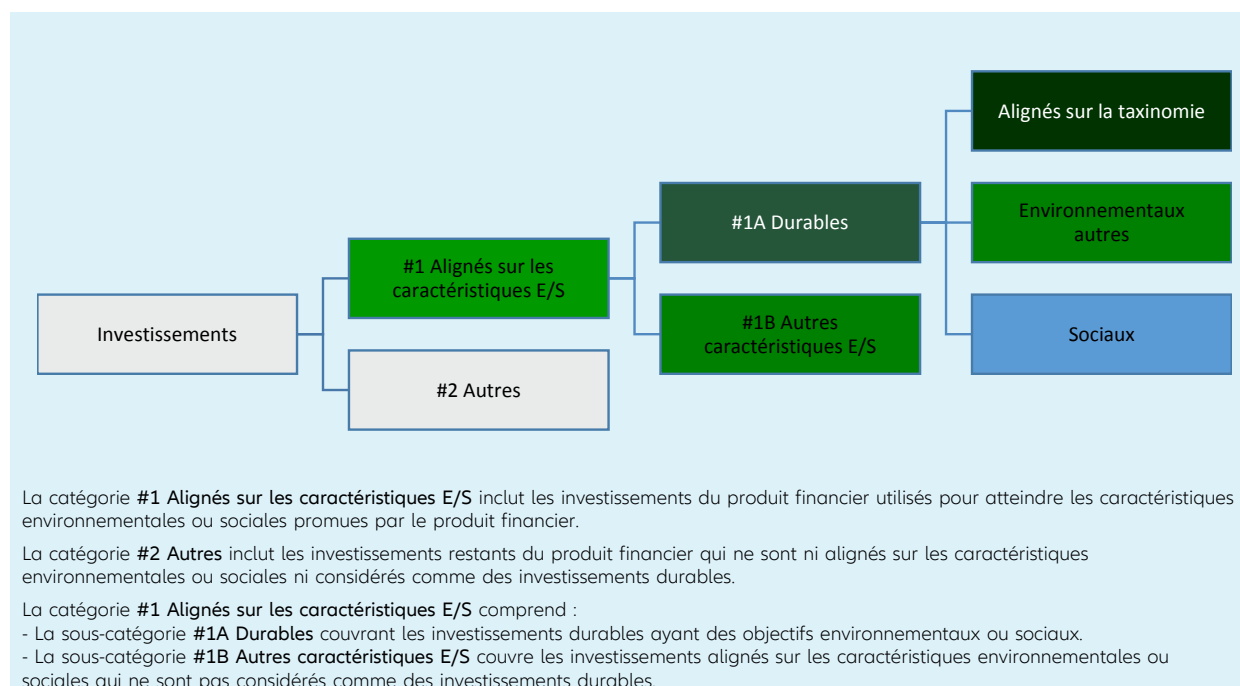 Alignés sur la taxinomie
#1A Durables
Environnementaux
autres
#1 Alignés sur les
caractéristiques E/S
Investissements
#1B Autres
caractéristiques E/S
Sociaux
#2 Autres
La catégorie #1 Alignés sur les caractéristiques E/S inclut les investissements du produit financier utilisés pour atteindre les caractéristiques
environnementales ou sociales promues par le produit financier.
La catégorie #2 Autres inclut les investissements restants du produit financier qui ne sont ni alignés sur les caractéristiques
environnementales ou sociales ni considérés comme des investissements durables.
La catégorie #1 Alignés sur les caractéristiques E/S comprend :
- La sous-catégorie #1A Durables couvrant les investissements durables ayant des objectifs environnementaux ou sociaux.
- La sous-catégorie #1B Autres caractéristiques E/S couvre les investissements alignés sur les caractéristiques environnementales ou
sociales qui ne sont pas considérés comme des investissements durables.